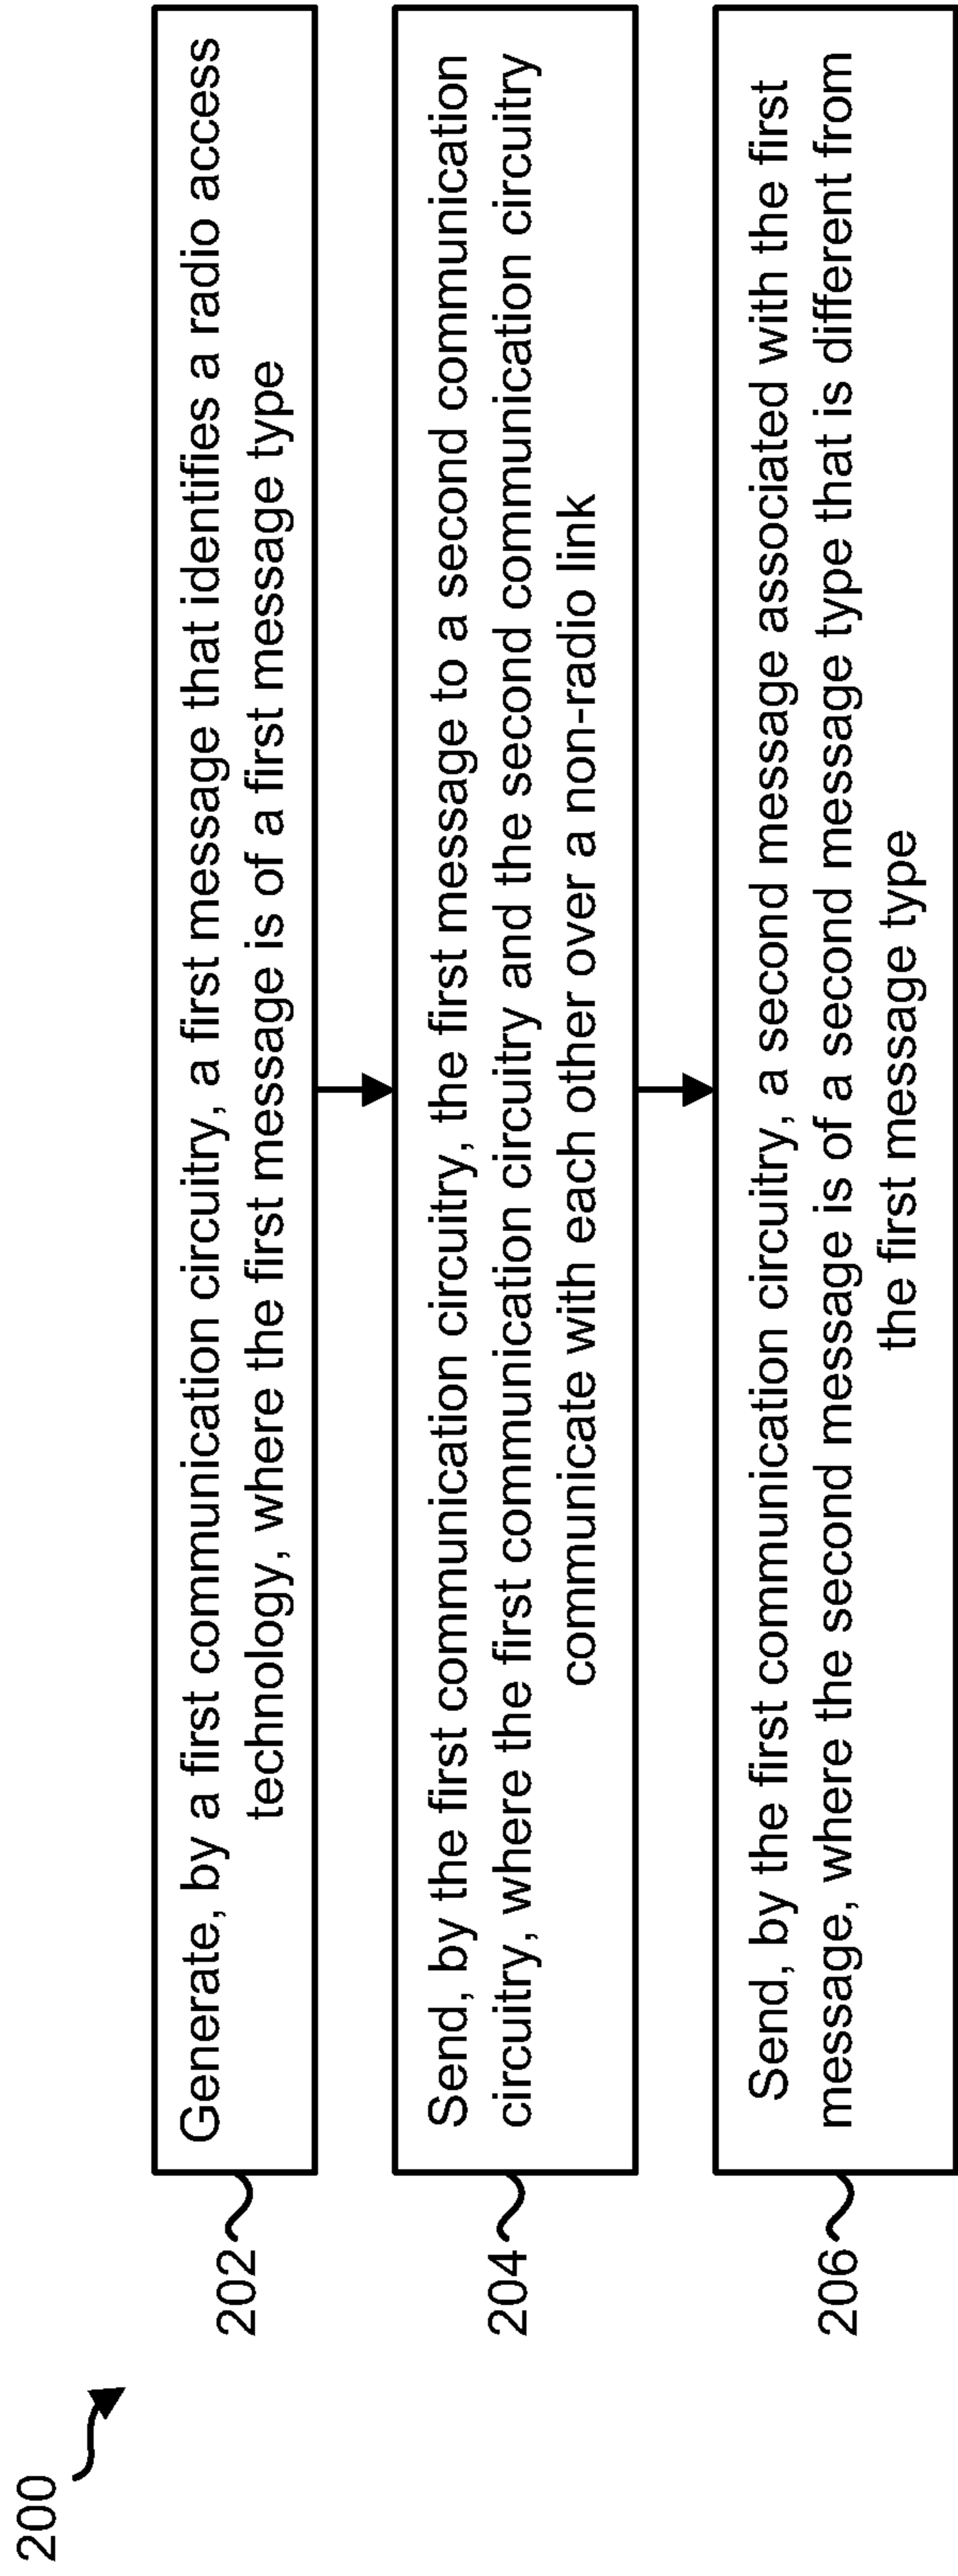 200
202
Generate, by a first communication circuitry, a first message that identifies a radio access
technology, where the first message is of a first message type
204
Send, by the first communication circuitry, the first message to a second communication
circuitry, where the first communication circuitry and the second communication circuitry
communicate with each other over a non-radio link
206
Send, by the first communication circuitry, a second message associated with the first
message, where the second message is of a second message type that is different from
the first message type